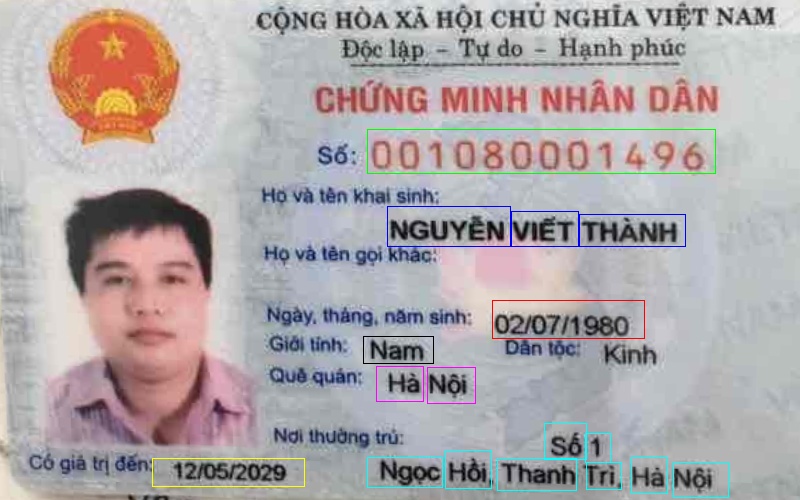 CỘNG HÒA XÃ HỘI CHỦ NGHĨA VIỆT NAM
Độc lập - Tự do - Hạnh phúc
CHỨNG MINH NHÂN DÂN
Số: 001080001496
Họ và tên khai sinh:
NGUYỄN VIẾT THÀNH
Họ và tên gọi khác:
Ngày, tháng, năm sinh: 02/07/1980
Giới tính: Nam Dân tộc: Kinh
Quê quán: Hà Nội
Nơi thường trú: Số 1
Có giá trị đến: 12/05/2029 Ngọc Hồi, Thanh Trì, Hà Nội